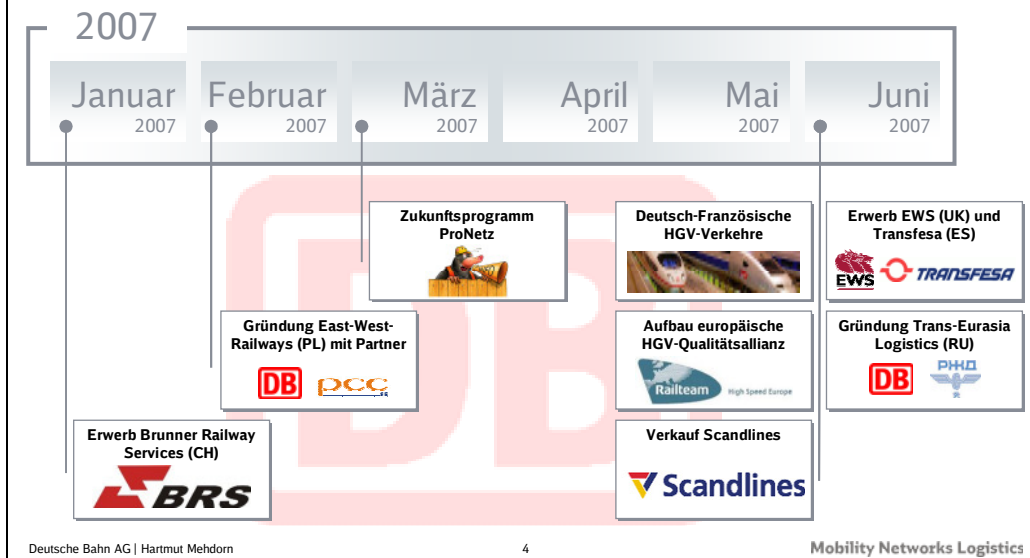 2007
Januar
2007
Februar
2007
März
2007
April
2007
Mai
2007
Juni
2007
Zukunftsprogramm
ProNetz
Deutsch-Französische
HGV-Verkehre
Erwerb EWS (UK) und
Transfesa (ES)
EWS
TRANSFESA
Gründung East-West-
Railways (PL) mit Partner
DB
pcc
Aufbau europäische
HGV-Qualitätsallianz
Railteam
High Speed Europe
Gründung Trans-Eurasia
Logistics (RU)
DB
РЖД
Erwerb Brunner Railway
Services (CH)
BRS
Verkauf Scandlines
Scandlines
DB
Deutsche Bahn AG | Hartmut Mehdorn
4
Mobility Networks Logistics